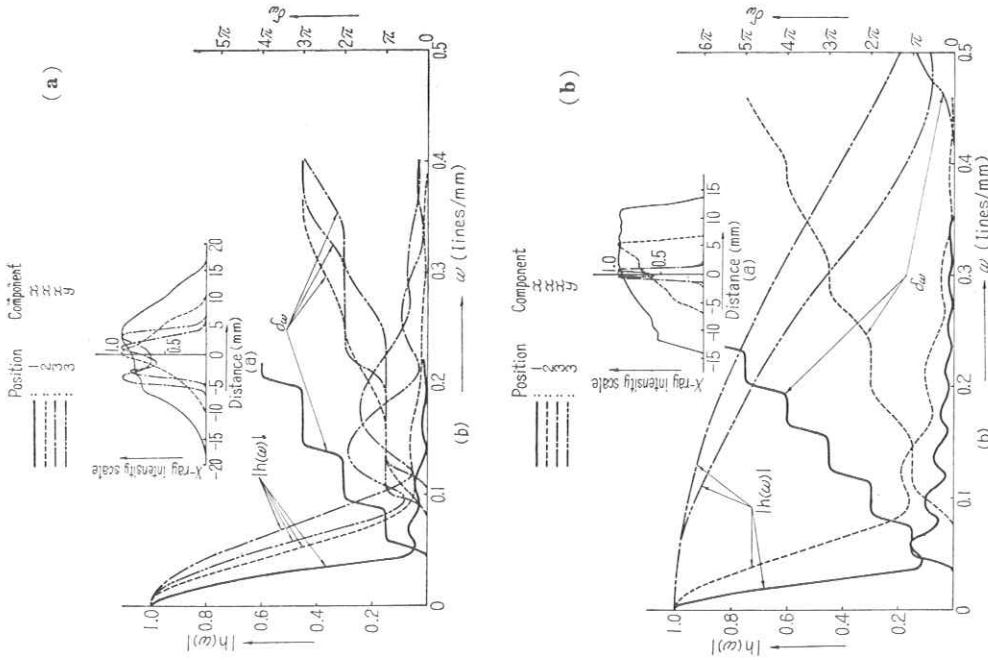 (a)
Position Component
1 : x
2 : x
3 : x
3 : y
X-ray intensity scale
1.0
0.5
-20 -15 -10 -5 0 5 10 15 20
Distance (mm)
(a)
|h(ω)|
δω
1.0
0.8
0.6
0.4
0.2
|h(ω)|
0 0.1 0.2 0.3 0.4 0.5
ω (lines/mm)
(b)
δω
5π
4π
3π
2π
π
0
(b)
Position Component
1 : x
2 : x
3 : x
3 : y
X-ray intensity scale
1.0
0.5
-15 -10 -5 0 5 10 15
Distance (mm)
(a)
|h(ω)|
δω
1.0
0.8
0.6
0.4
0.2
|h(ω)|
0 0.1 0.2 0.3 0.4 0.5
ω (lines/mm)
(b)
δω
6π
5π
4π
3π
2π
π
0